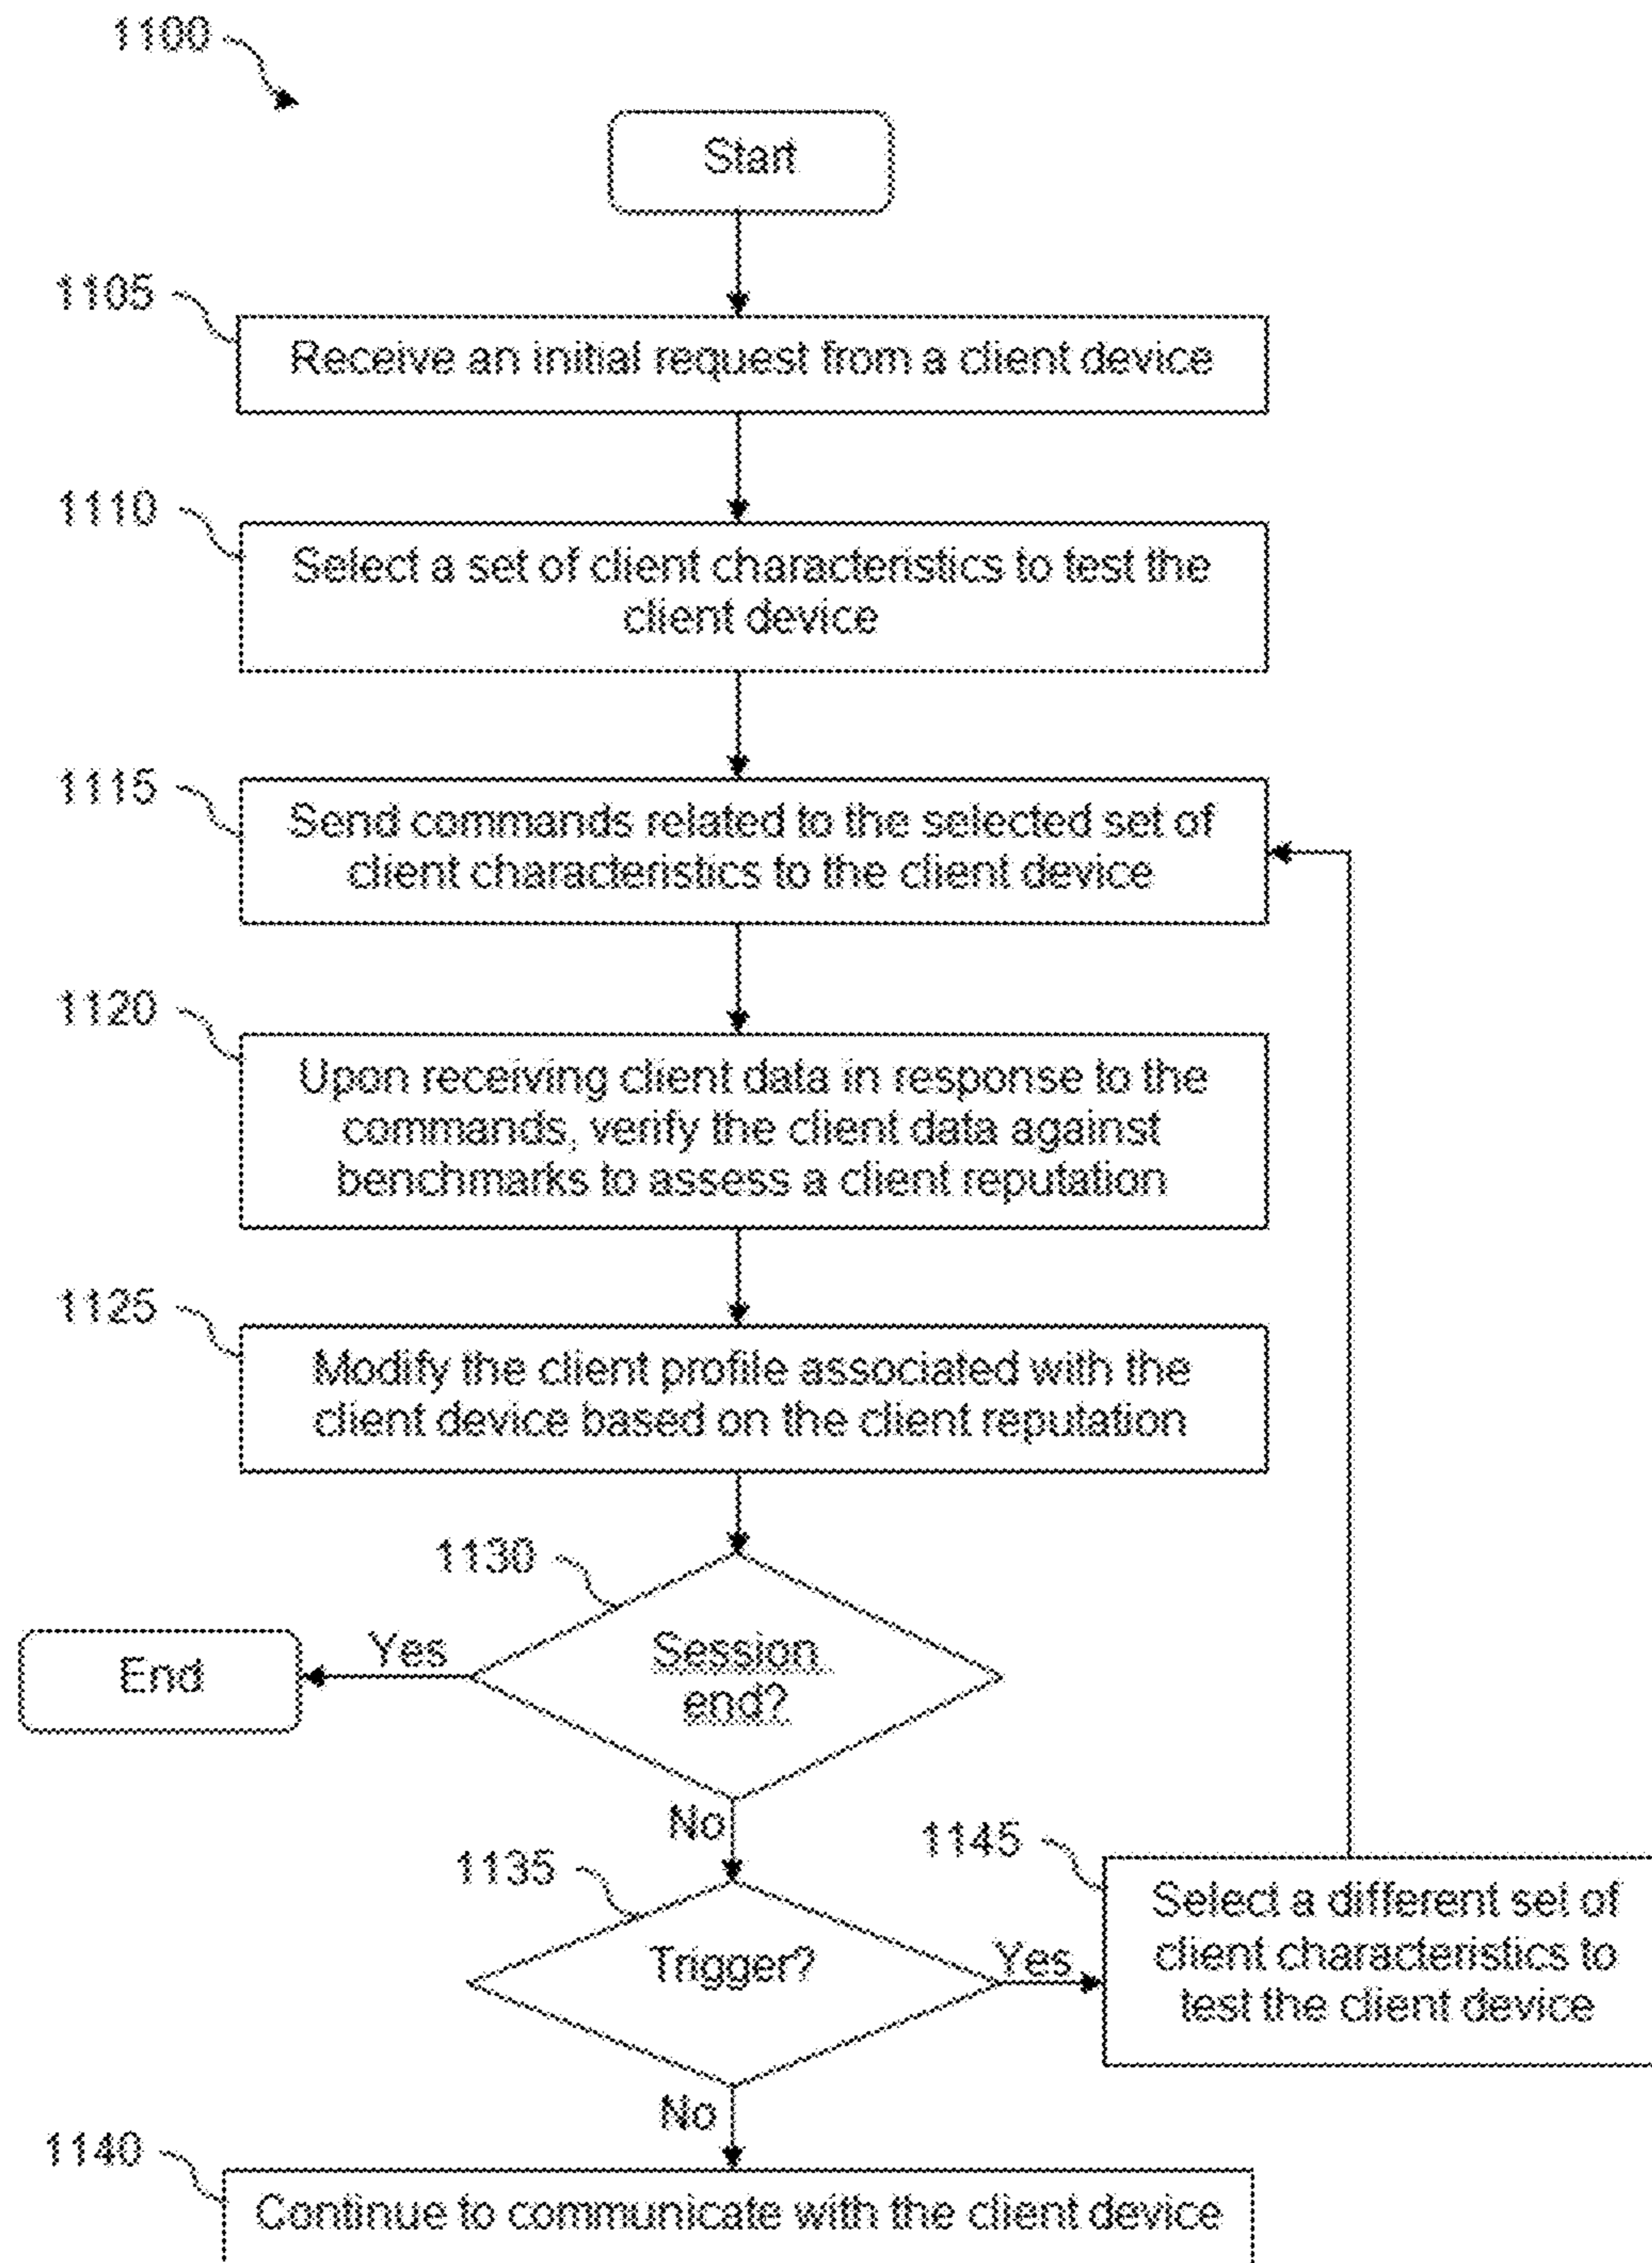 1100
Start
1105
Receive an initial request from a client device
1110
Select a set of client characteristics to test the
client device
1115
Send commands related to the selected set of
client characteristics to the client device
1120
Upon receiving client data in response to the
commands, verify the client data against
benchmarks to assess a client reputation
1125
Modify the client profile associated with the
client device based on the client reputation
1130
Session
end?
Yes
End
No
1135
Trigger?
Yes
1145
Select a different set of
client characteristics to
test the client device
No
1140
Continue to communicate with the client device